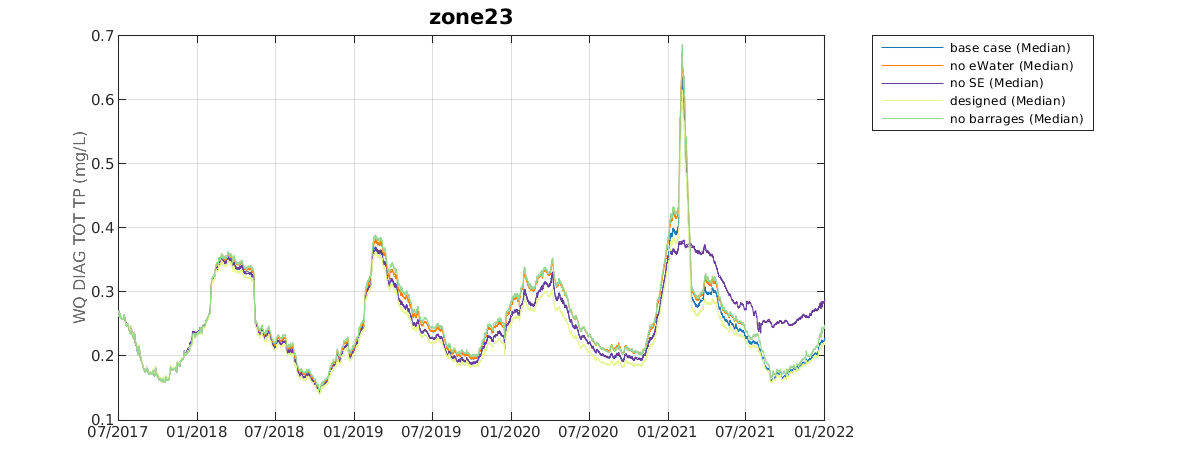 zone23
WQ DIAG TOT TP (mg/L)
0.7
0.6
0.5
0.4
0.3
0.2
0.1
07/2017 01/2018 07/2018 01/2019 07/2019 01/2020 07/2020 01/2021 07/2021 01/2022
base case (Median)
no eWater (Median)
no SE (Median)
designed (Median)
no barrages (Median)